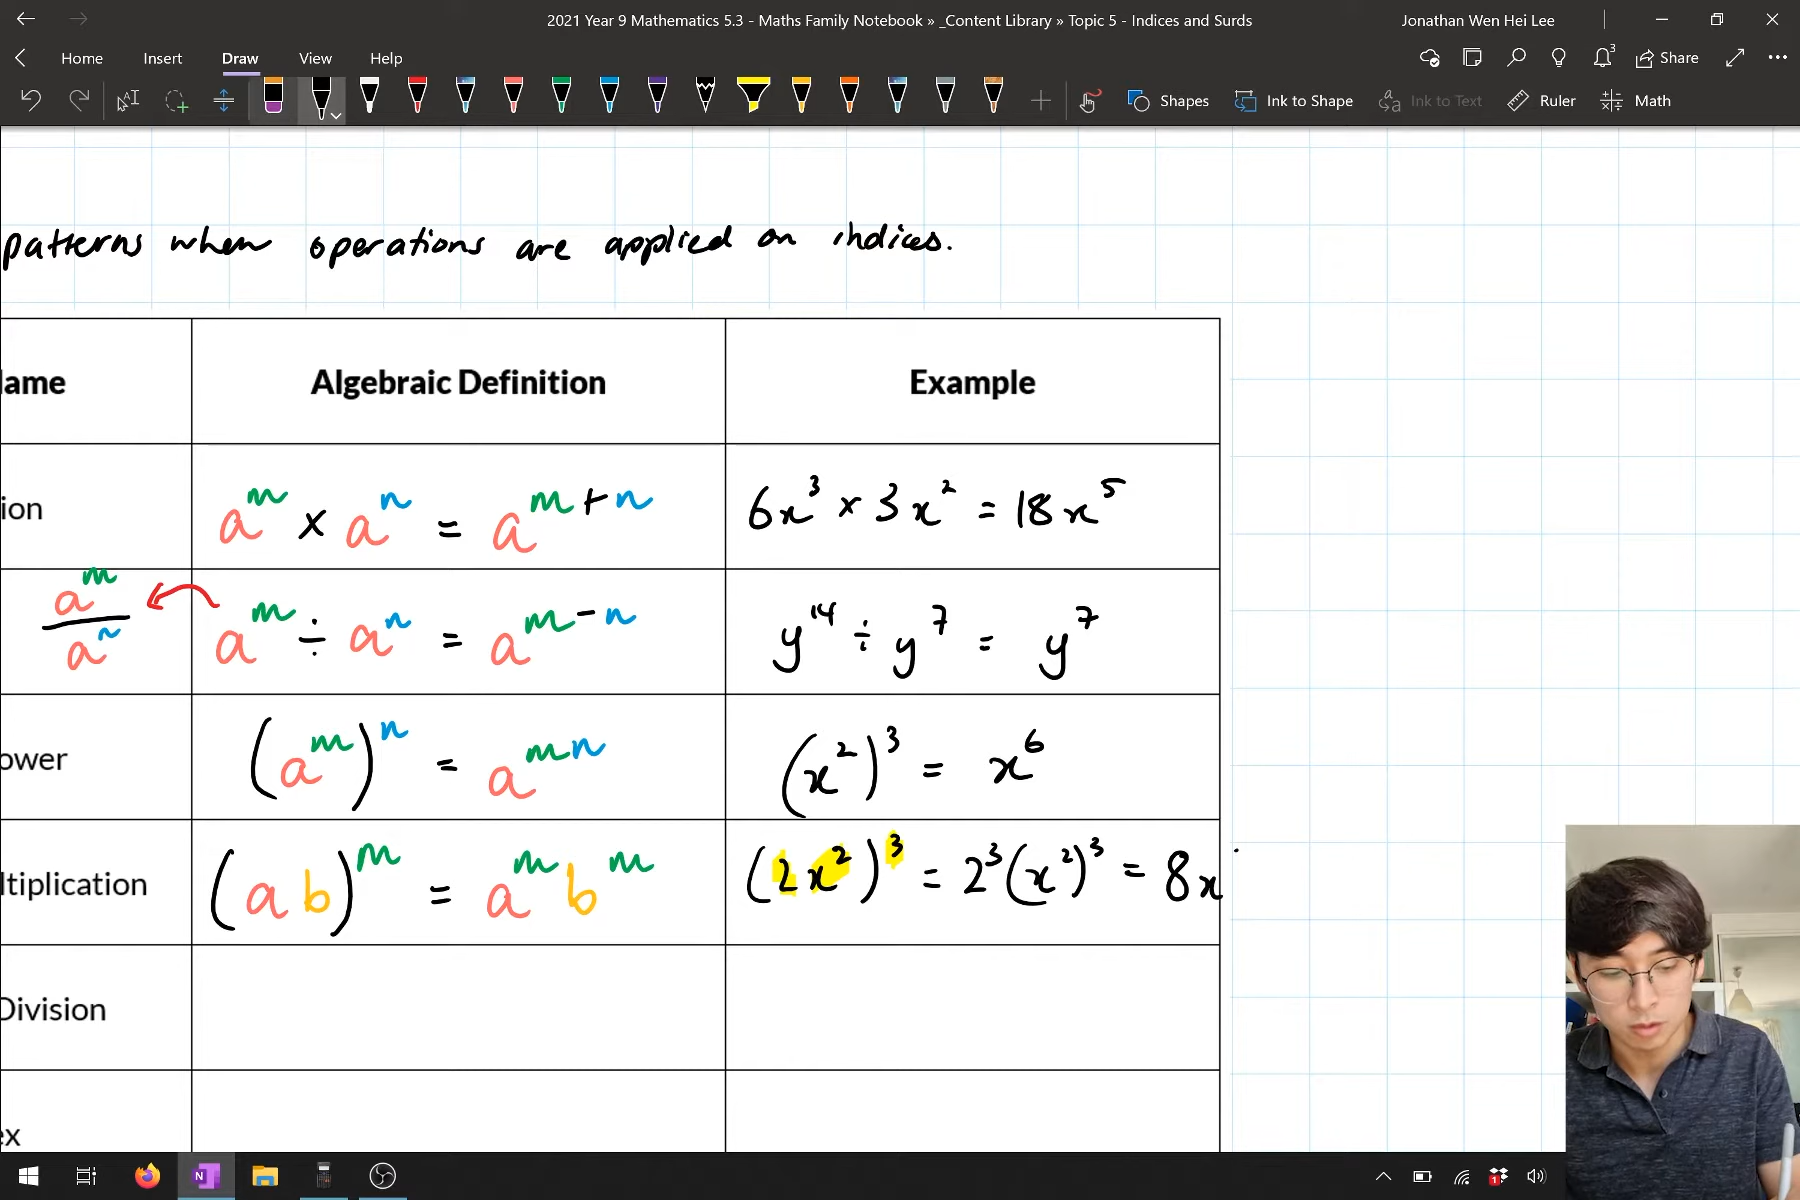 2021 Year 9 Mathematics 5.3 - Maths Family Notebook » _Content Library » Topic 5 - Indices and Surds
Jonathan Wen Hei Lee
Home Insert Draw View Help
3
Share
Shapes Ink to Shape Ink to Text Ruler Math
patterns when operations are applied on indices.
lame Algebraic Definition Example
ion a^m × a^n = a^{m+n} 6x^3 × 3x^2 = 18x^5
a^m/a^n a^m ÷ a^n = a^{m-n} y^14 ÷ y^7 = y^7
ower (a^m)^n = a^{mn} (x^2)^3 = x^6
ltiplication (ab)^m = a^m b^m (2x^2)^3 = 2^3(x^2)^3 = 8x
Division
ex
N
1